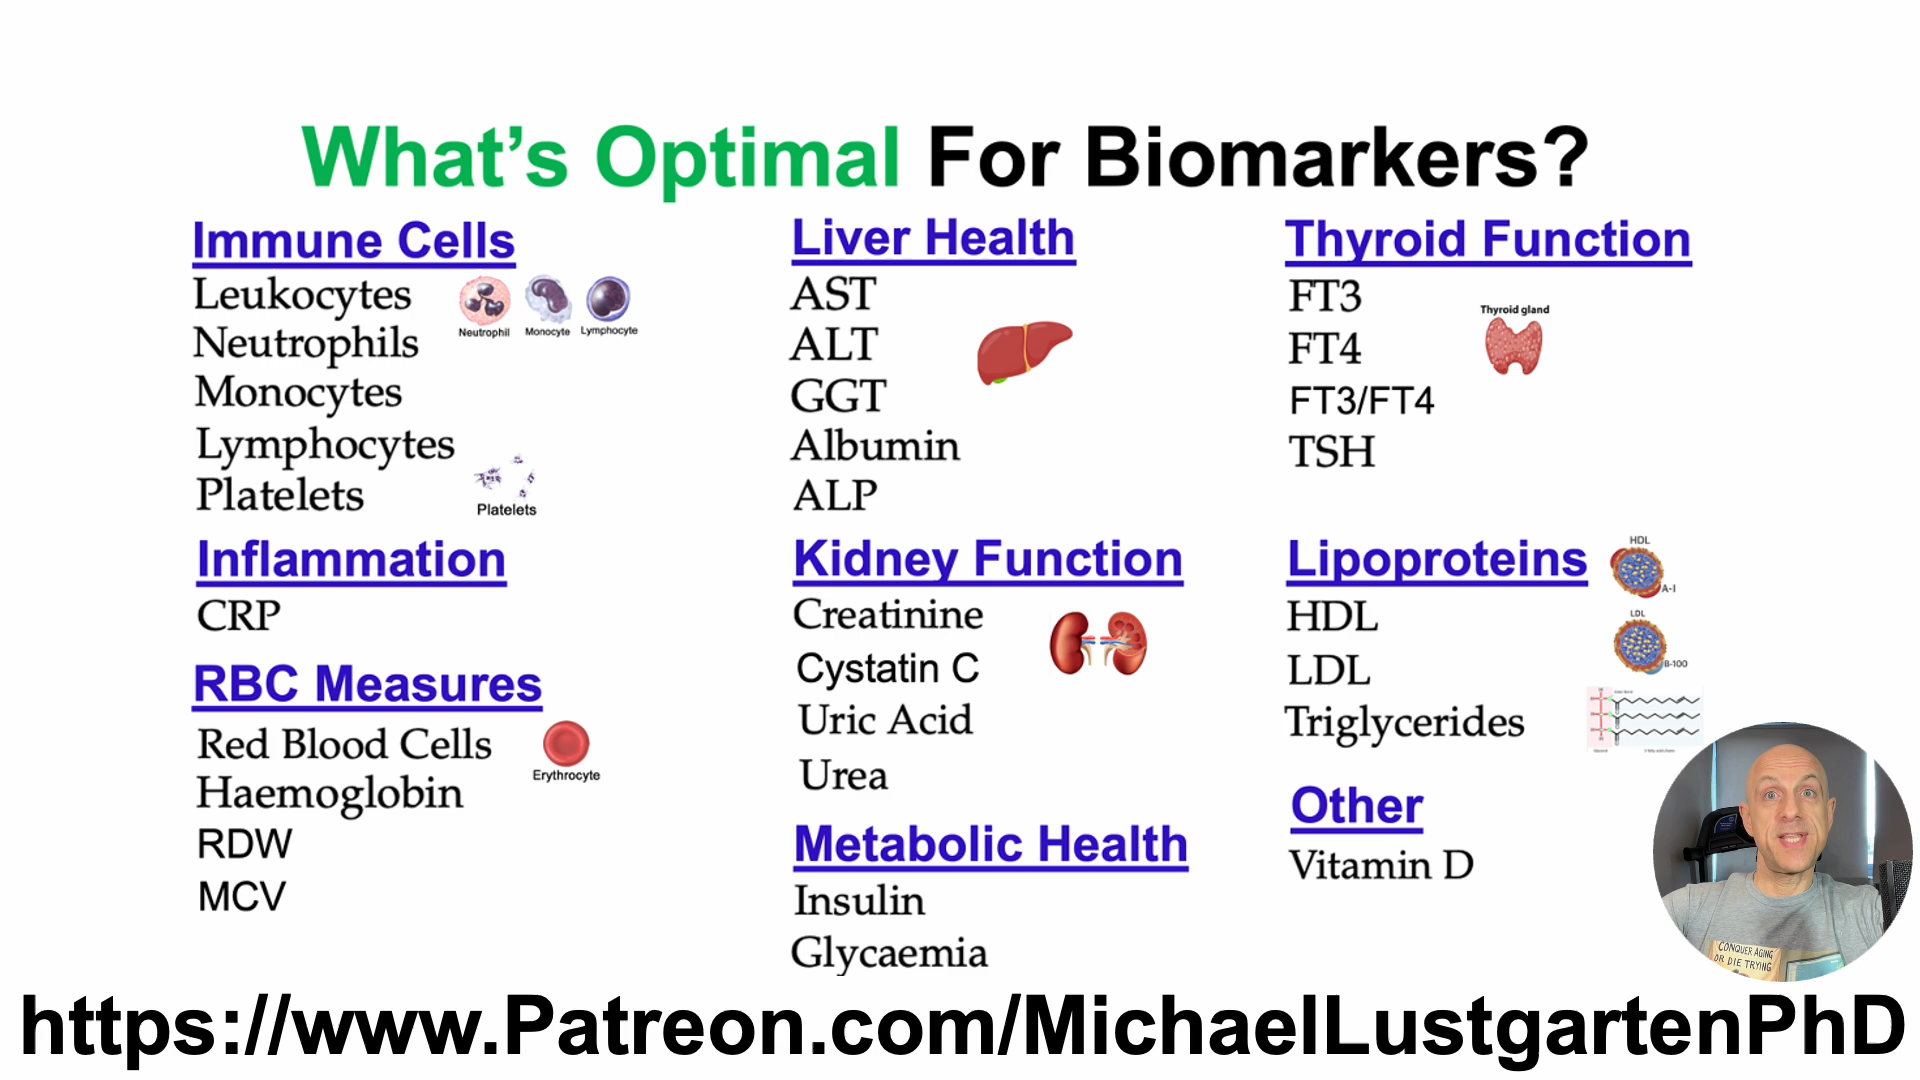 What's Optimal For Biomarkers?
Immune Cells
Leukocytes
Neutrophils
Monocytes
Lymphocytes
Platelets
Neutrophil
Monocyte
Lymphocyte
Platelets
Inflammation
CRP
RBC Measures
Red Blood Cells
Haemoglobin
RDW
MCV
Erythrocyte
Liver Health
AST
ALT
GGT
Albumin
ALP
Kidney Function
Creatinine
Cystatin C
Uric Acid
Urea
Metabolic Health
Insulin
Glycaemia
Thyroid Function
FT3
FT4
FT3/FT4
TSH
Thyroid gland
Lipoproteins
HDL
LDL
Triglycerides
HDL
A-I
LDL
B-100
Other
Vitamin D
CONQUER AGING
OR DIE TRYING
https://www.Patreon.com/MichaelLustgartenPhD